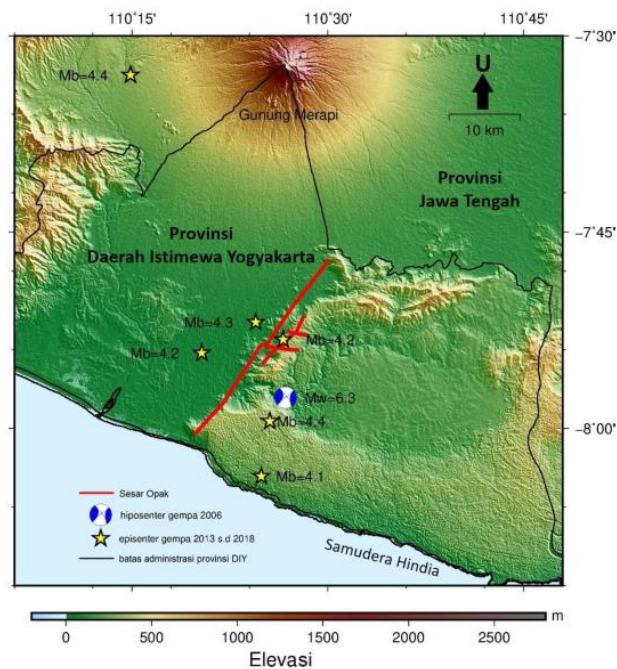 110°15' 110°30' 110°45'
-7°30'
Mb=4.4
U
10 km
Gunung Merapi
Provinsi
Jawa Tengah
Provinsi
Daerah Istimewa Yogyakarta
-7°45'
Mb=4.3
Mb=4.2
Mb=4.2
Mw=6.3
Mb=4.4
-8°00'
Mb=4.1
Sesar Opak
hiposenter gempa 2006
episenter gempa 2013 s.d 2018
batas administrasi provinsi DIY
Samudera Hindia
0 500 1000 1500 2000 2500 m
Elevasi